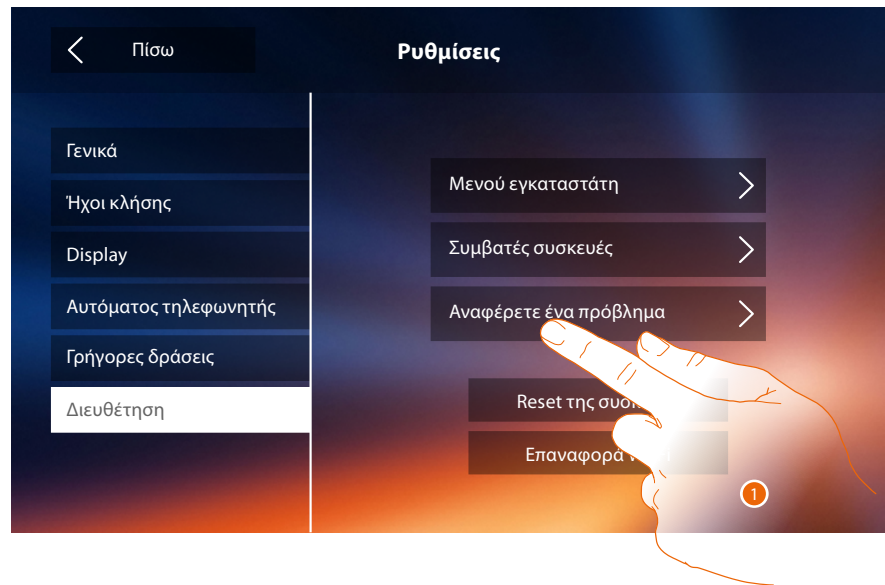 Πίσω
Ρυθμίσεις
Γενικά
Ήχοι κλήσης
Display
Αυτόματος τηλεφωνητής
Γρήγορες δράσεις
Διευθέτηση
Μενού εγκαταστάτη
Συμβατές συσκευές
Αναφέρετε ένα πρόβλημα
Reset της
Επαναφορά
1